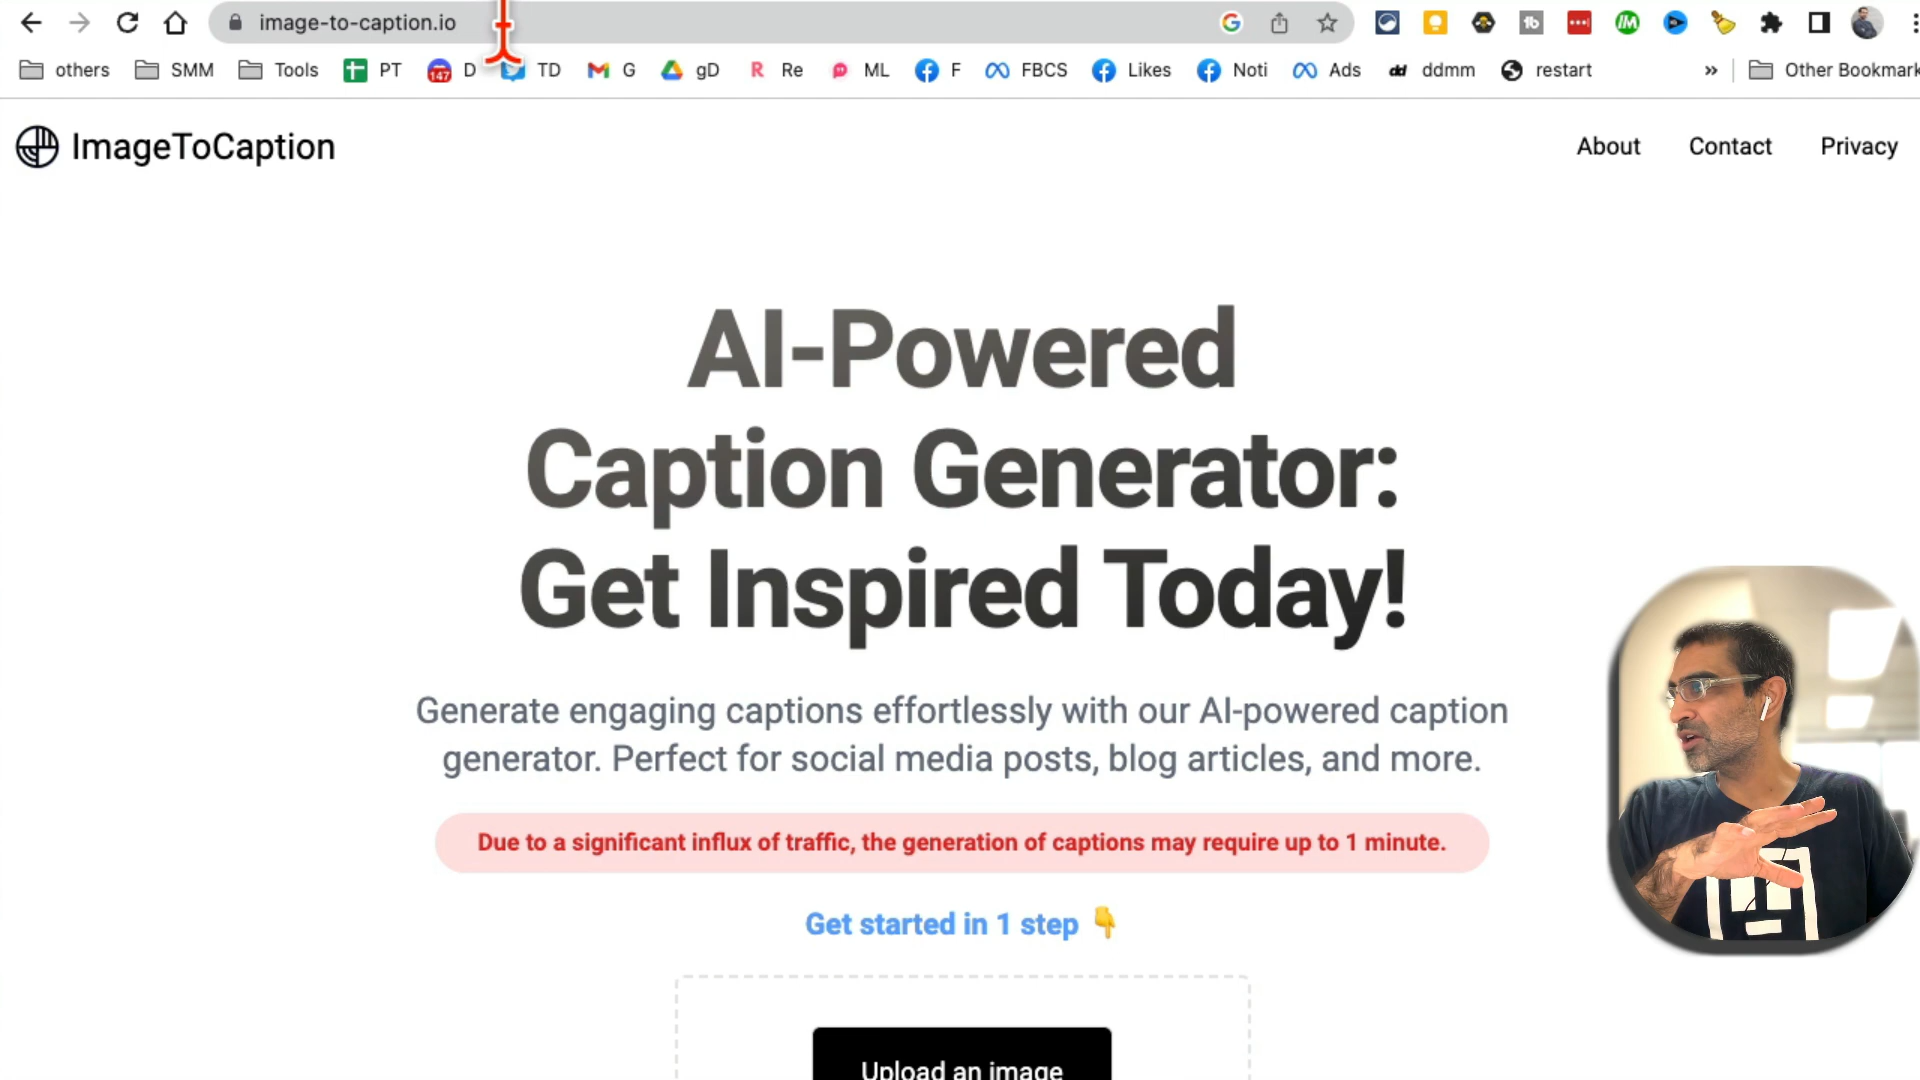 image-to-caption.io
others SMM Tools PT 147 D TD G gD R Re ML F FBCS Likes Noti Ads dd ddmm restart » Other Bookmark
ImageToCaption
About Contact Privacy
AI-Powered
Caption Generator:
Get Inspired Today!
Generate engaging captions effortlessly with our AI-powered caption
generator. Perfect for social media posts, blog articles, and more.
Due to a significant influx of traffic, the generation of captions may require up to 1 minute.
Get started in 1 step
Upload an image